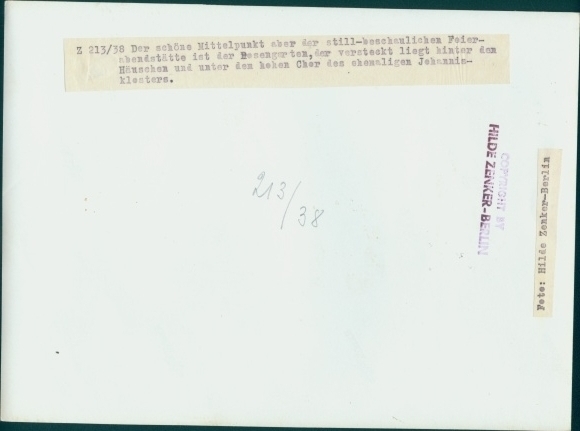 Z 213/38 Der schöne Mittelpunkt aber der still-beschaulichen Feier-
abendstätte ist der Rosengarten,der versteckt liegt hinter den
Häuschen und unter dem hohen Chor des ehemaligen Johannis-
klosters.
213/38
COPYRIGHT BY
HILDE ZENKER-BERLIN
Foto: Hilde Zenker-Berlin